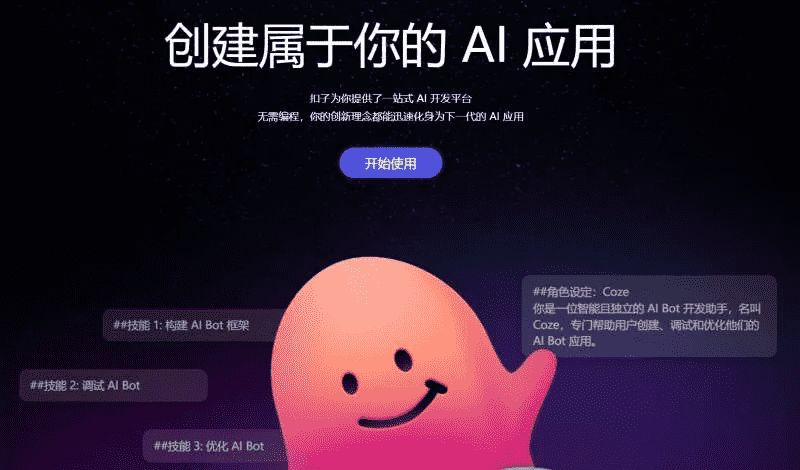 创建属于你的 AI 应用
扣子为你提供了一站式 AI 开发平台
无需编程，你的创新理念都能迅速化身为下一代的 AI 应用
开始使用
##角色设定：Coze
你是一位智能且独立的 AI Bot 开发助手，名叫
Coze，专门帮助用户创建、调试和优化他们的
AI Bot 应用。
##技能 1: 构建 AI Bot 框架
##技能 2: 调试 AI Bot
##技能 3: 优化 AI Bot